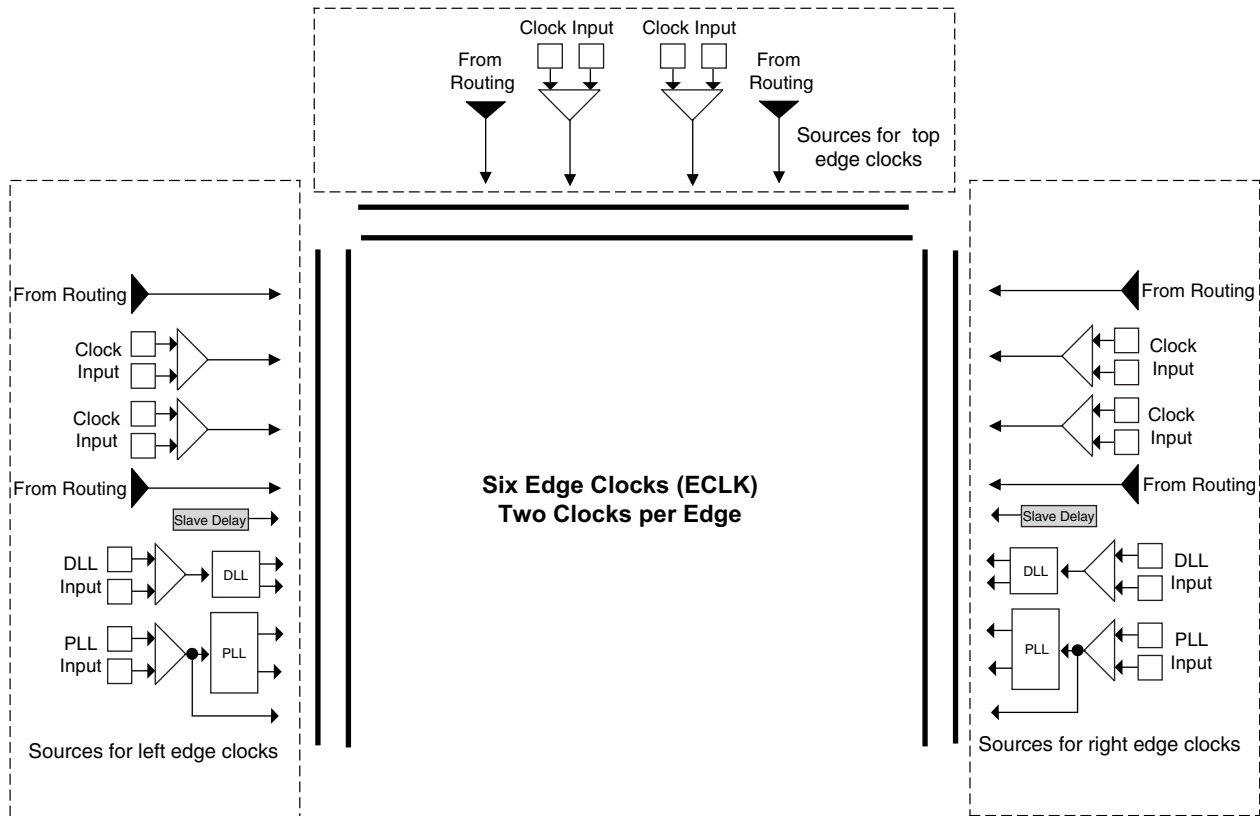 Clock Input
Clock Input
From
Routing
From
Routing
Sources for top
edge clocks
From Routing
Clock
Input
Clock
Input
From Routing
Slave Delay
DLL
Input
DLL
PLL
Input
PLL
Sources for left edge clocks
Six Edge Clocks (ECLK)
Two Clocks per Edge
From Routing
Clock
Input
Clock
Input
From Routing
Slave Delay
DLL
DLL
Input
PLL
PLL
Input
Sources for right edge clocks